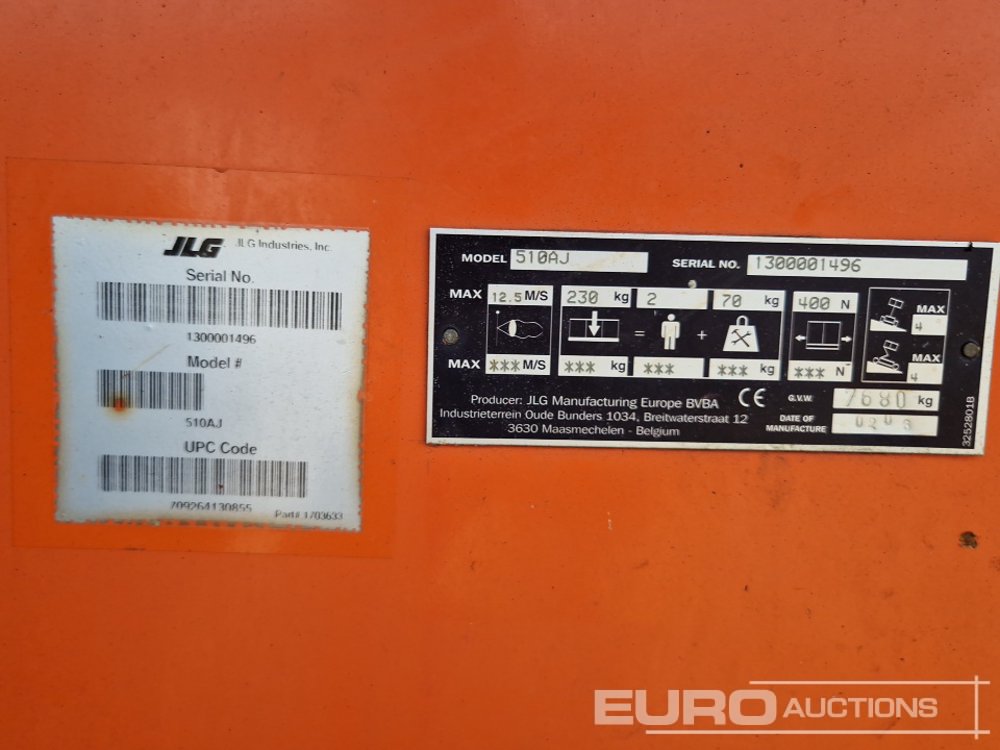 JLG JLG Industries, Inc.
Serial No.
1300001496
Model #
510AJ
UPC Code
709264130855
Part# 1703633
MODEL 510AJ SERIAL NO. 1300001496
MAX 12.5 M/S 230 kg 2 70 kg 400 N MAX
4
= +
MAX
4
MAX *** M/S *** kg *** *** kg *** N
Producer: JLG Manufacturing Europe BVBA CE G.V.W. 7680 kg
Industrieterrein Oude Bunders 1034, Breitwaterstraat 12 DATE OF
3630 Maasmechelen - Belgium MANUFACTURE
3252801B
EURO AUCTIONS